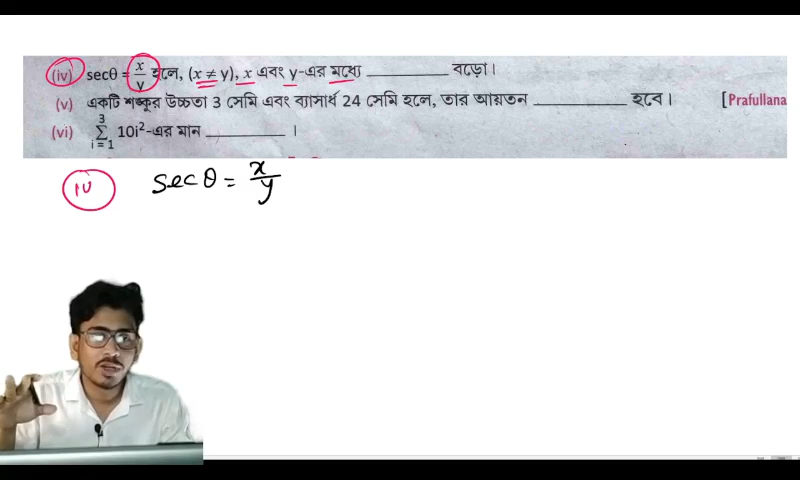 (iv) secθ = x/y হলে, (x ≠ y), x এবং y-এর মধ্যে ________ বড়ো।
(v) একটি শঙ্কুর উচ্চতা 3 সেমি এবং ব্যাসার্ধ 24 সেমি হলে, তার আয়তন ________ হবে। [Prafullana
(vi) 3∑i = 1 10i²-এর মান ________ ।
iv secθ = x/y